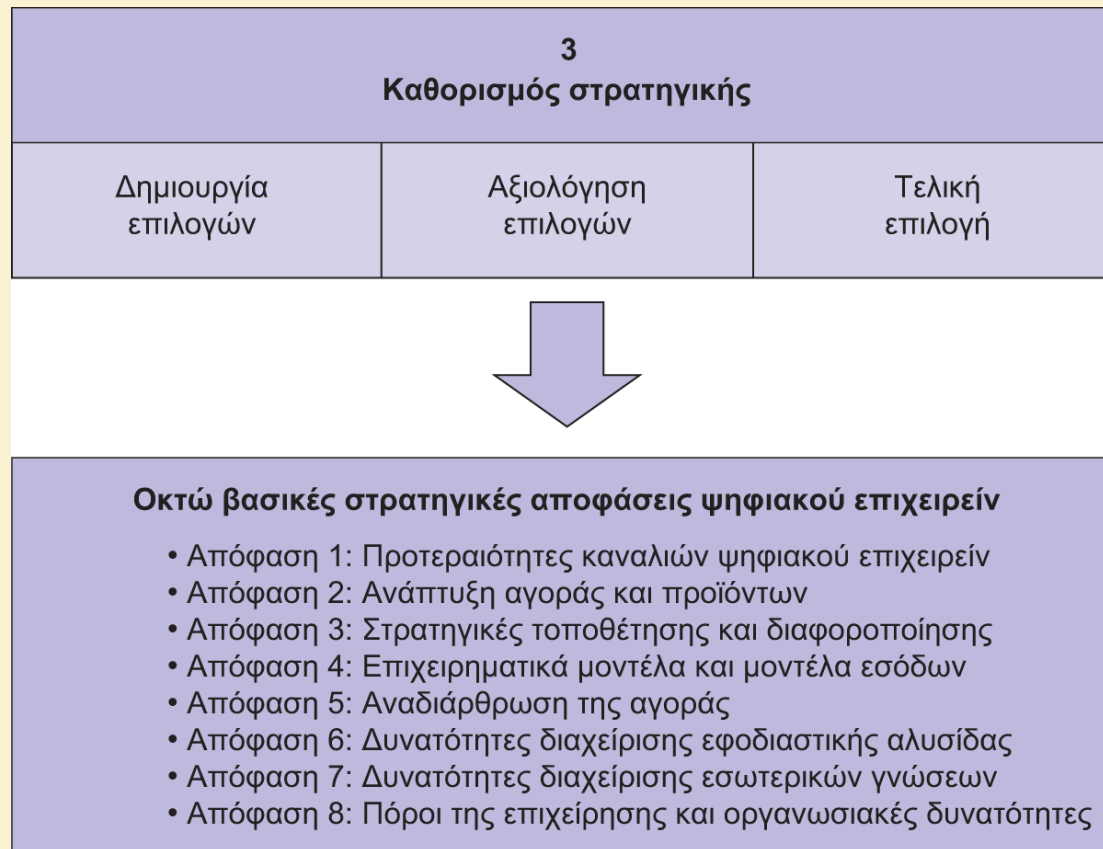 3
Καθορισμός στρατηγικής
Δημιουργία
επιλογών
Αξιολόγηση
επιλογών
Τελική
επιλογή
Οκτώ βασικές στρατηγικές αποφάσεις ψηφιακού επιχειρείν
• Απόφαση 1: Προτεραιότητες καναλιών ψηφιακού επιχειρείν
• Απόφαση 2: Ανάπτυξη αγοράς και προϊόντων
• Απόφαση 3: Στρατηγικές τοποθέτησης και διαφοροποίησης
• Απόφαση 4: Επιχειρηματικά μοντέλα και μοντέλα εσόδων
• Απόφαση 5: Αναδιάρθρωση της αγοράς
• Απόφαση 6: Δυνατότητες διαχείρισης εφοδιαστικής αλυσίδας
• Απόφαση 7: Δυνατότητες διαχείρισης εσωτερικών γνώσεων
• Απόφαση 8: Πόροι της επιχείρησης και οργανωσιακές δυνατότητες